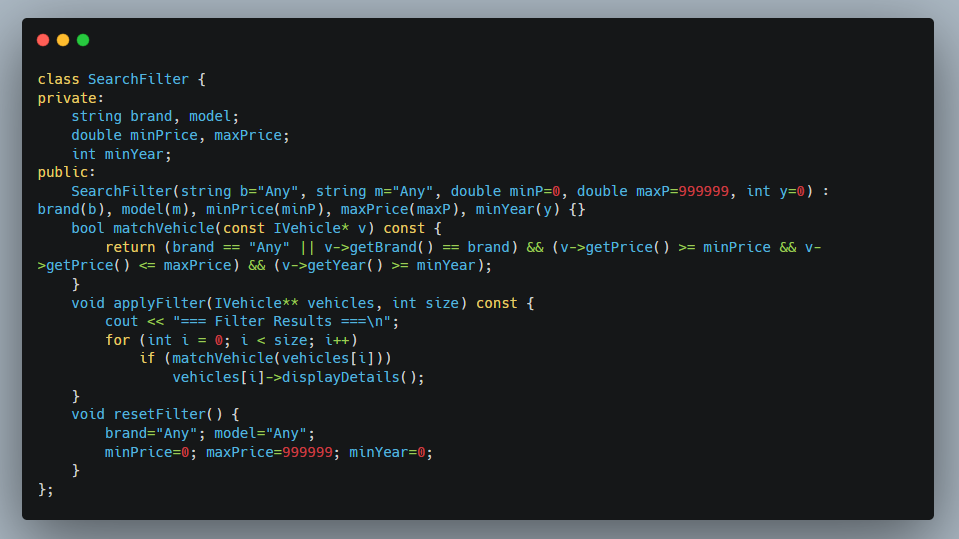 class SearchFilter {
private:
    string brand, model;
    double minPrice, maxPrice;
    int minYear;
public:
    SearchFilter(string b="Any", string m="Any", double minP=0, double maxP=999999, int y=0) :
brand(b), model(m), minPrice(minP), maxPrice(maxP), minYear(y) {}
    bool matchVehicle(const IVehicle* v) const {
        return (brand == "Any" || v->getBrand() == brand) && (v->getPrice() >= minPrice && v-
>getPrice() <= maxPrice) && (v->getYear() >= minYear);
    }
    void applyFilter(IVehicle** vehicles, int size) const {
        cout << "=== Filter Results ===\n";
        for (int i = 0; i < size; i++)
            if (matchVehicle(vehicles[i]))
                vehicles[i]->displayDetails();
    }
    void resetFilter() {
        brand="Any"; model="Any";
        minPrice=0; maxPrice=999999; minYear=0;
    }
};